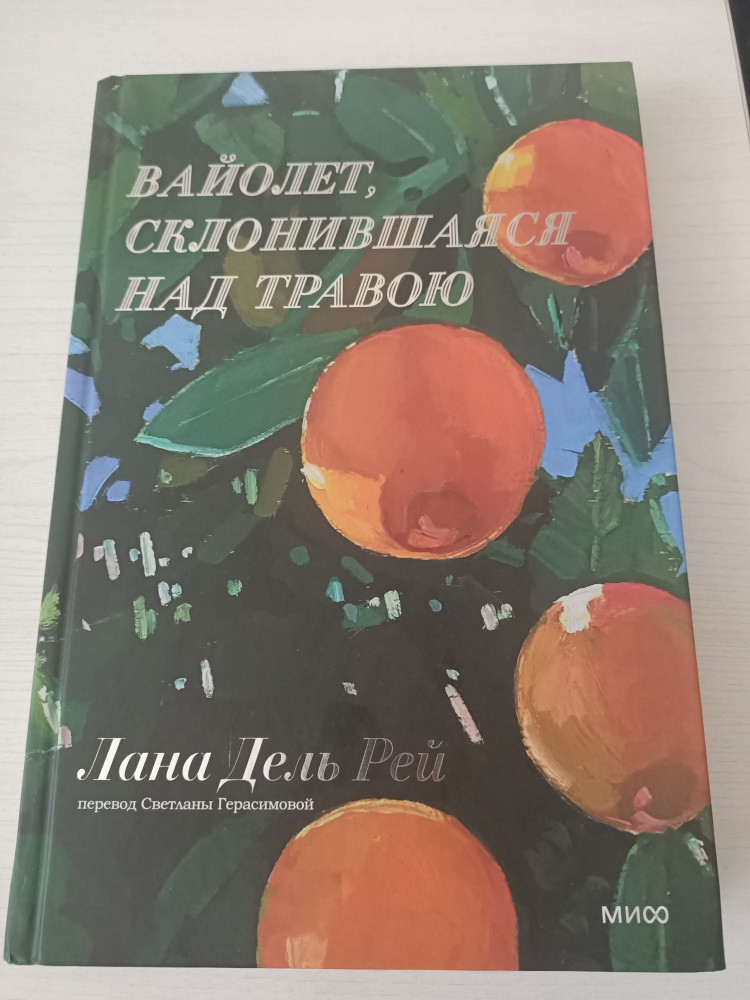 ВАЙОЛЕТ,
СКЛОНИВШАЯСЯ
НАД ТРАВОЮ
Лана Дель Рей
перевод Светланы Герасимовой
МИФ